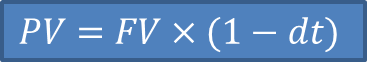 PV = FV × (1 − dt)